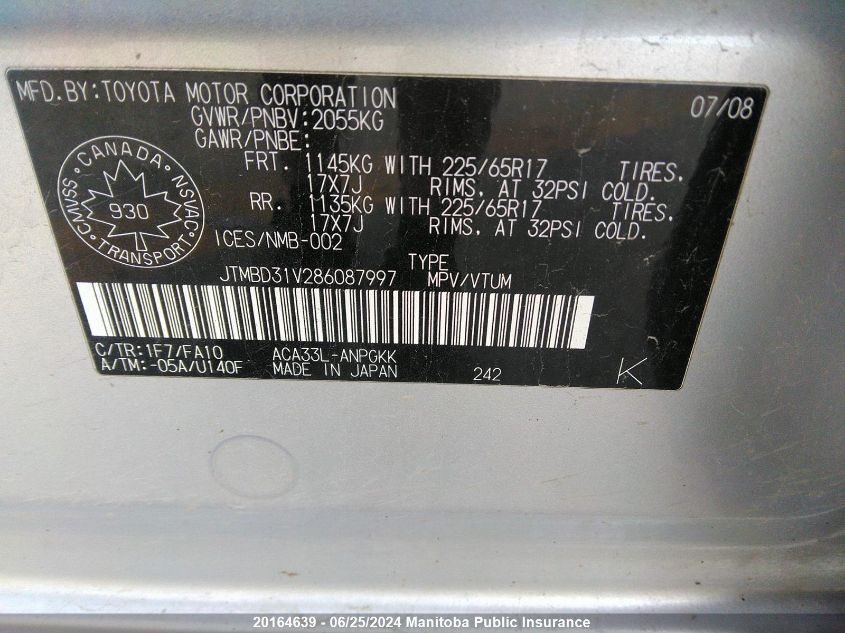 MFD.BY:TOYOTA MOTOR CORPORATION 07/08
GVWR/PNBV:2055KG
GAWR/PNBE:
FRT. 1145KG WITH 225/65R17 TIRES.
17X7J RIMS. AT 32PSI COLD.
RR. 1135KG WITH 225/65R17 TIRES.
17X7J RIMS. AT 32PSI COLD.
CANADA
CMVSS NSVAC
930
TRANSPORT
ICES/NMB-002
TYPE
JTMBD31V286087997 MPV/VTUM
C/TR:1F7/FA10 ACA33L-ANPGKK
A/TM:-05A/U140F MADE IN JAPAN 242 K
20164639 - 06/25/2024 Manitoba Public Insurance